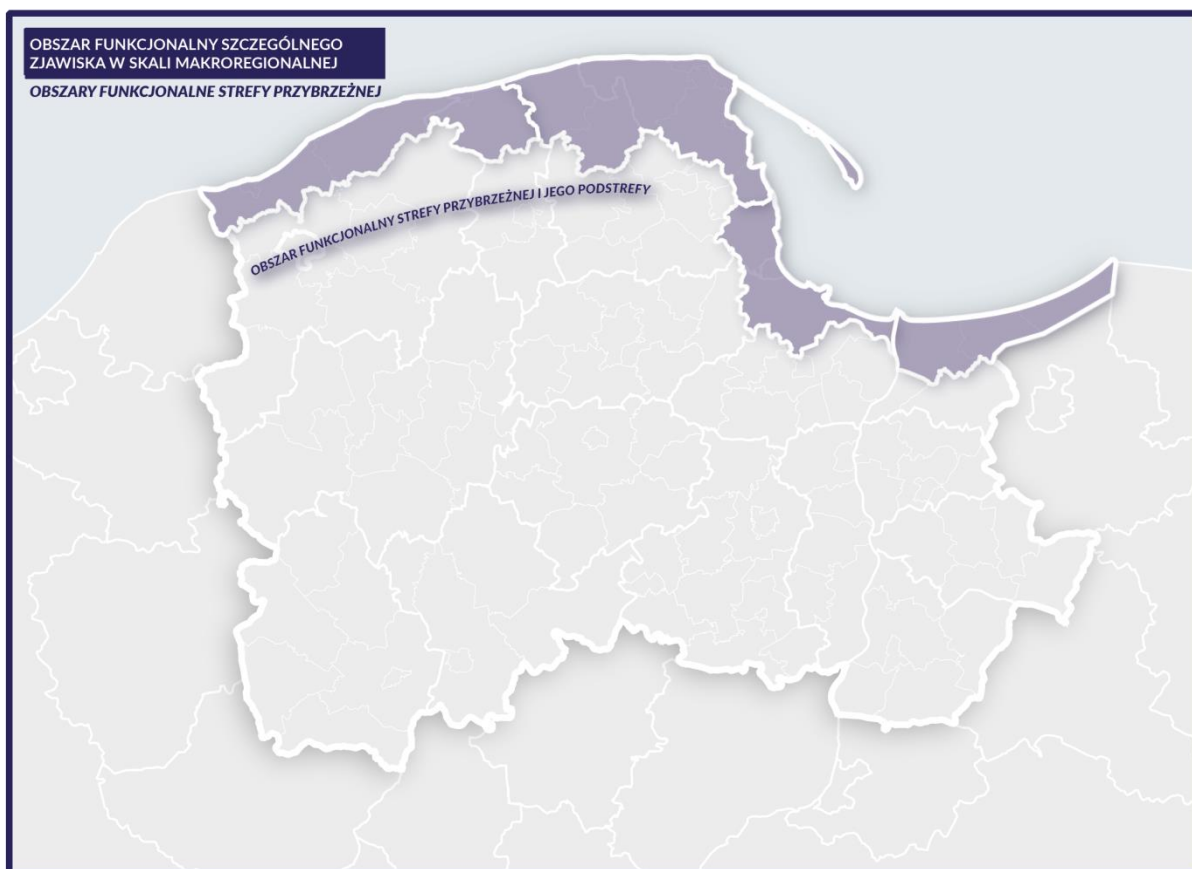 OBSZAR FUNKCJONALNY SZCZEGÓLNEGO
ZJAWISKA W SKALI MAKROREGIONALNEJ
OBSZARY FUNKCJONALNE STREFY PRZYBRZEŻNEJ
OBSZAR FUNKCJONALNY STREFY PRZYBRZEŻNEJ I JEGO PODSTREFY